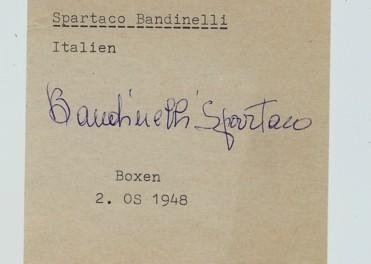 Spartaco Bandinelli
Italien
Bandinelli Spartaco
Boxen
2. OS 1948